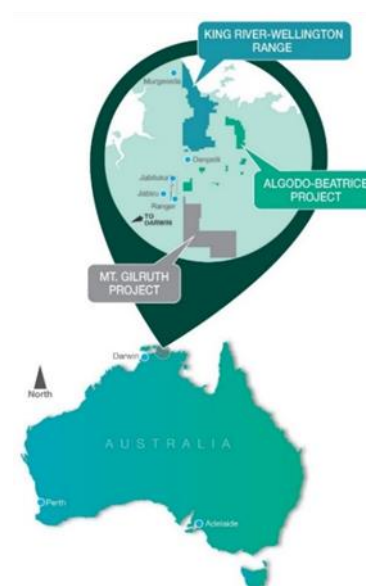 KING RIVER-WELLINGTON
RANGE
Murgenella
Oenpelli
Jabiluka
Jabiru
Ranger
TO
DARWIN
ALGODO-BEATRICE
PROJECT
MT. GILRUTH
PROJECT
Darwin
North
AUSTRALIA
Perth
Adelaide